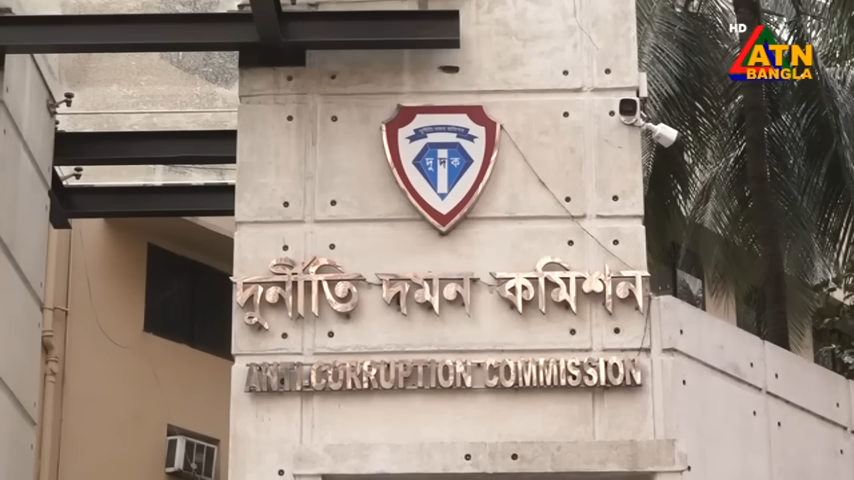 HD
ATN
BANGLA
দুদক
দুর্নীতি দমন কমিশন
ANTI CORRUPTION COMMISSION